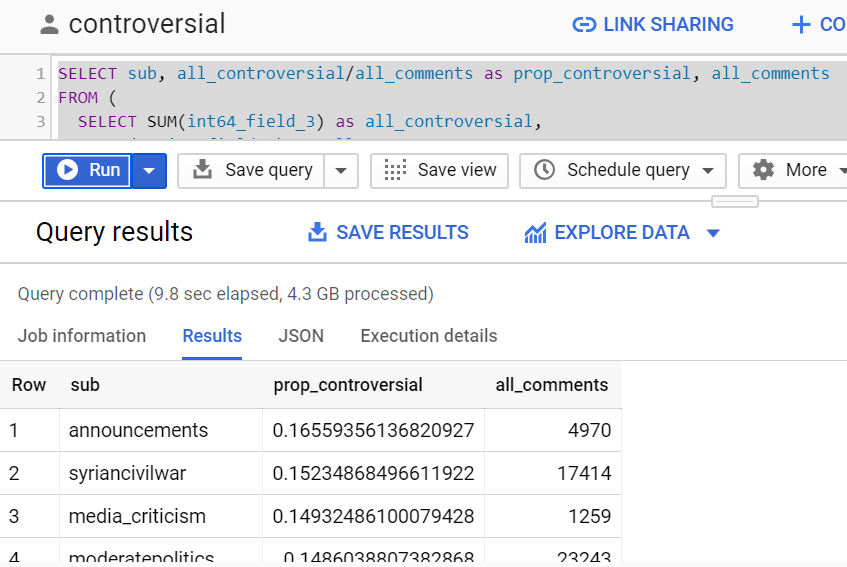 controversial LINK SHARING + CO
1 SELECT sub, all_controversial/all_comments as prop_controversial, all_comments
2 FROM (
3 SELECT SUM(int64_field_3) as all_controversial,
Run Save query Save view Schedule query More
Query results SAVE RESULTS EXPLORE DATA
Query complete (9.8 sec elapsed, 4.3 GB processed)
Job information Results JSON Execution details
Row sub prop_controversial all_comments
1 announcements 0.16559356136820927 4970
2 syriancivilwar 0.15234868496611922 17414
3 media_criticism 0.14932486100079428 1259
4 moderatepolitics 0.1486038807382868 23243